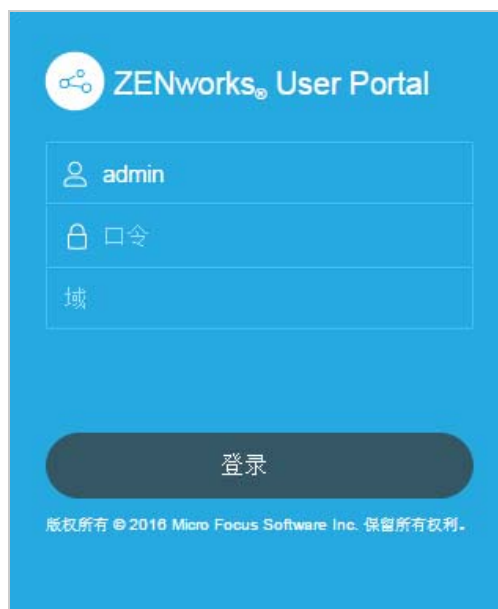 ZENworks® User Portal
admin
口令
域
登录
版权所有 © 2016 Micro Focus Software Inc. 保留所有权利。